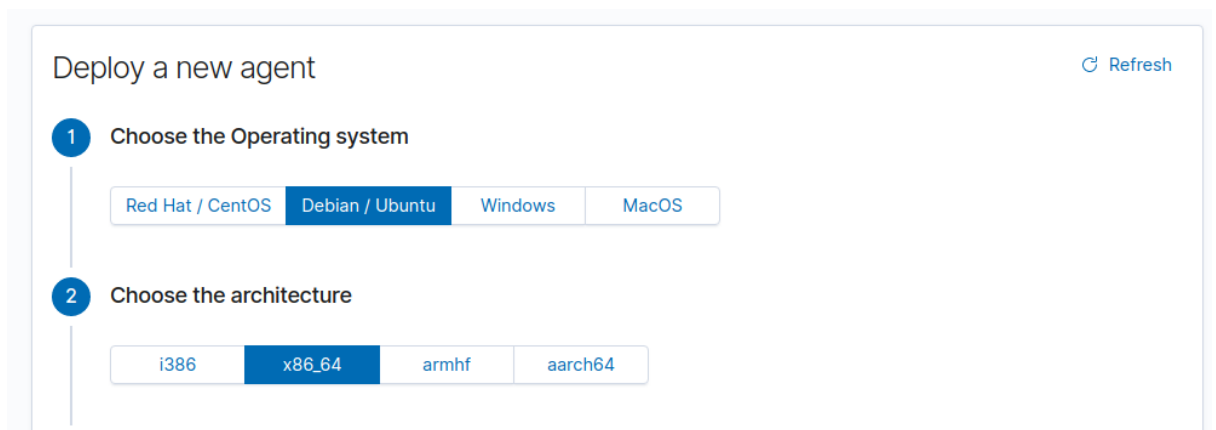 Deploy a new agent
Refresh
1 Choose the Operating system
Red Hat / CentOS Debian / Ubuntu Windows MacOS
2 Choose the architecture
i386 x86_64 armhf aarch64